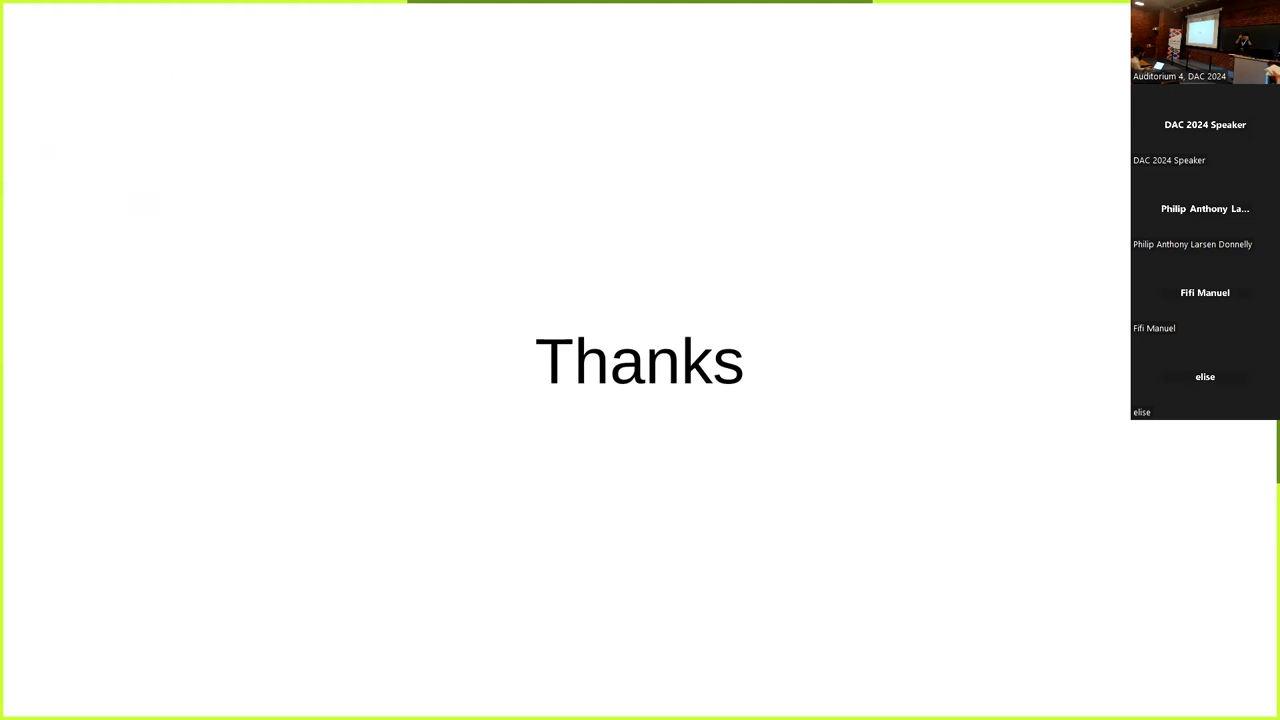 Auditorium 4, DAC 2024
DAC 2024 Speaker
DAC 2024 Speaker
Philip Anthony La...
Philip Anthony Larsen Donnelly
Fifi Manuel
Fifi Manuel
elise
elise
Thanks